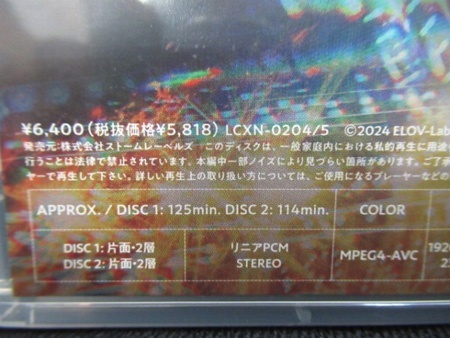 ¥6,400(税抜価格¥5,818) LCXN-0204/5 ©2024 ELOV-Lab
発売元:株式会社ストームレーベルズ このディスクは、一般家庭内における私的再生に用途
行うことは法律で禁止されています。本編中一部ノイズにより見づらい箇所があります。ご了承
ヤーで再生して下さい。詳しい再生上の取り扱い方については、ご使用になるプレーヤーなどの
APPROX. / DISC 1: 125min. DISC 2: 114min. COLOR
DISC 1: 片面・2層 リニアPCM MPEG4-AVC 192
DISC 2: 片面・2層 STEREO